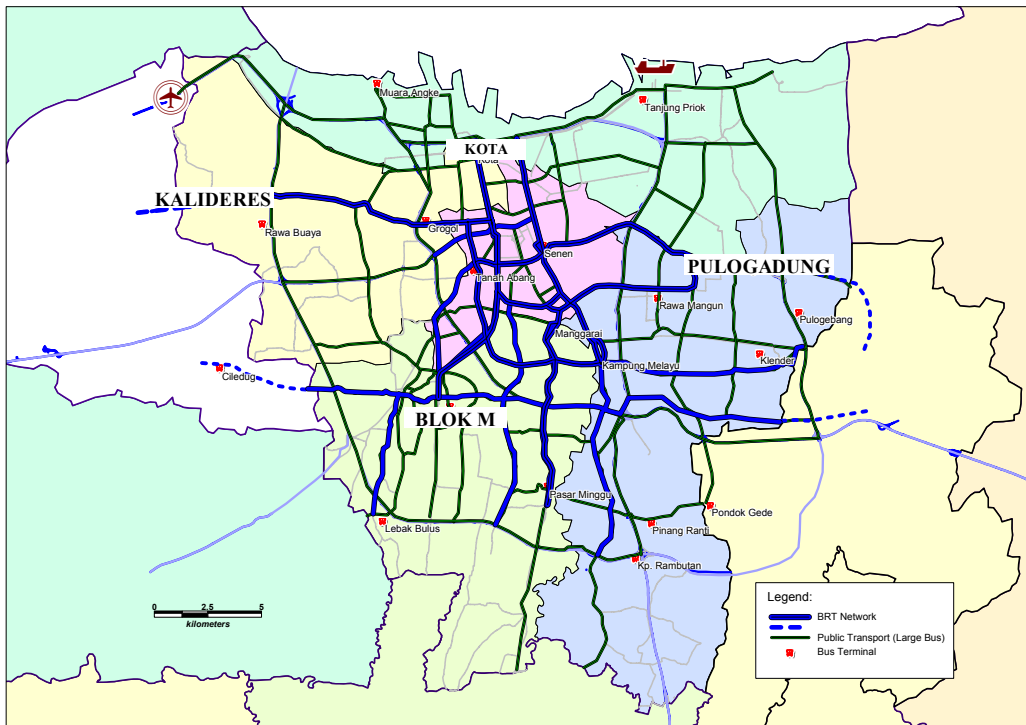 Muara Angke
Tanjung Priok
KOTA
Kota
KALIDERES
Grogol
Rawa Buaya
Senen
Tanah Abang
PULOGADUNG
Rawa Mangun
Pulogebang
Manggarai
Klender
Kampung Melayu
Ciledug
BLOK M
Pasar Minggu
Pondok Gede
Lebak Bulus
Pinang Ranti
Kp. Rambutan
0 2,5 5
kilometers
Legend:
BRT Network
Public Transport (Large Bus)
Bus Terminal